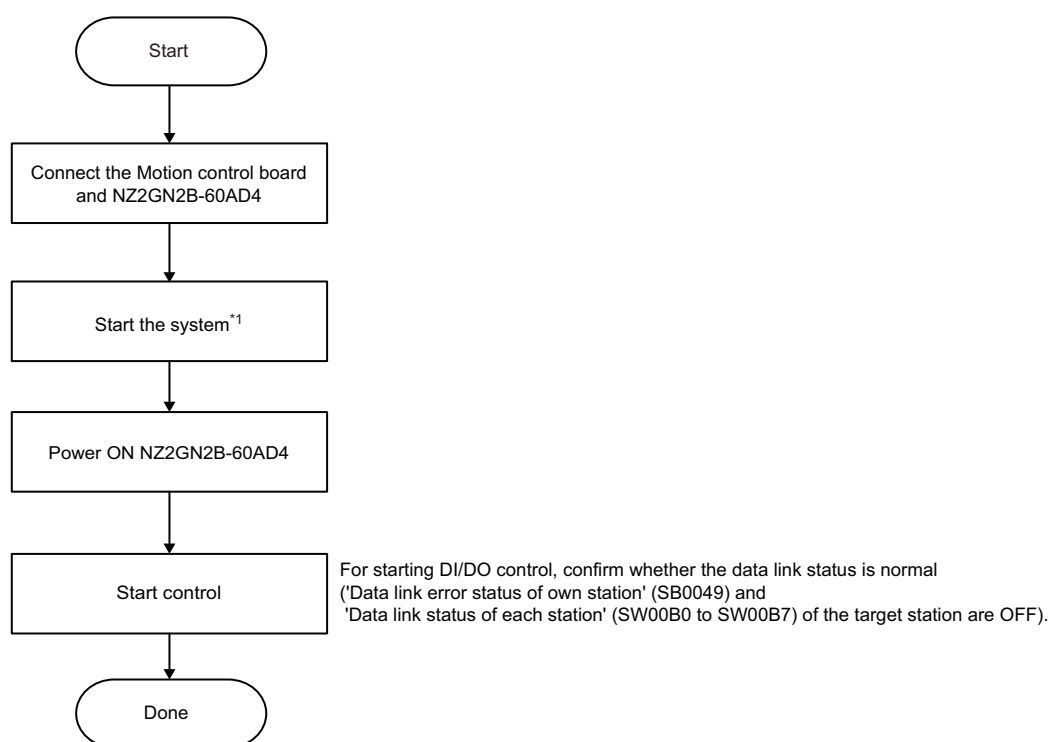 Start
Connect the Motion control board
and NZ2GN2B-60AD4
Start the system*1
Power ON NZ2GN2B-60AD4
Start control
For starting DI/DO control, confirm whether the data link status is normal
('Data link error status of own station' (SB0049) and
'Data link status of each station' (SW00B0 to SW00B7) of the target station are OFF).
Done